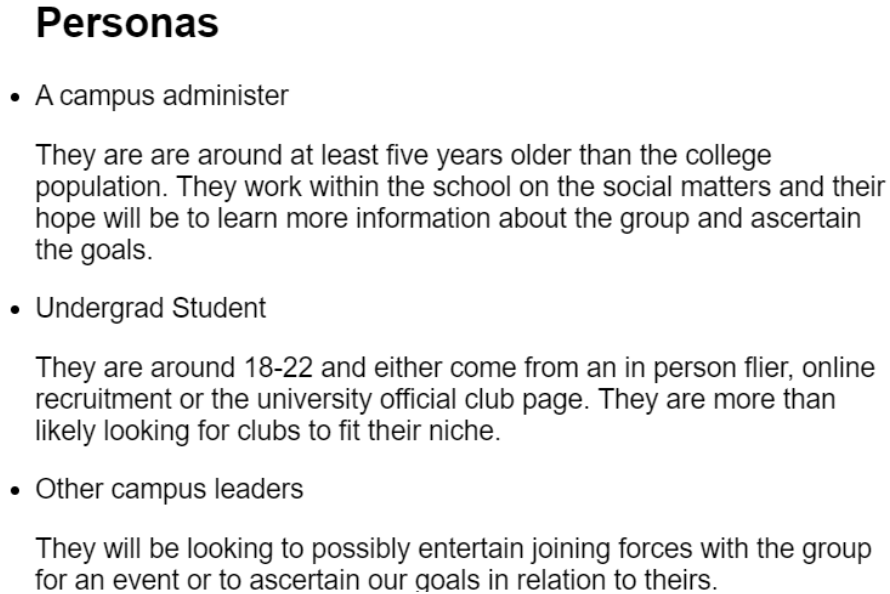 Personas
• A campus administer
They are are around at least five years older than the college
population. They work within the school on the social matters and their
hope will be to learn more information about the group and ascertain
the goals.
• Undergrad Student
They are around 18-22 and either come from an in person flier, online
recruitment or the university official club page. They are more than
likely looking for clubs to fit their niche.
• Other campus leaders
They will be looking to possibly entertain joining forces with the group
for an event or to ascertain our goals in relation to theirs.